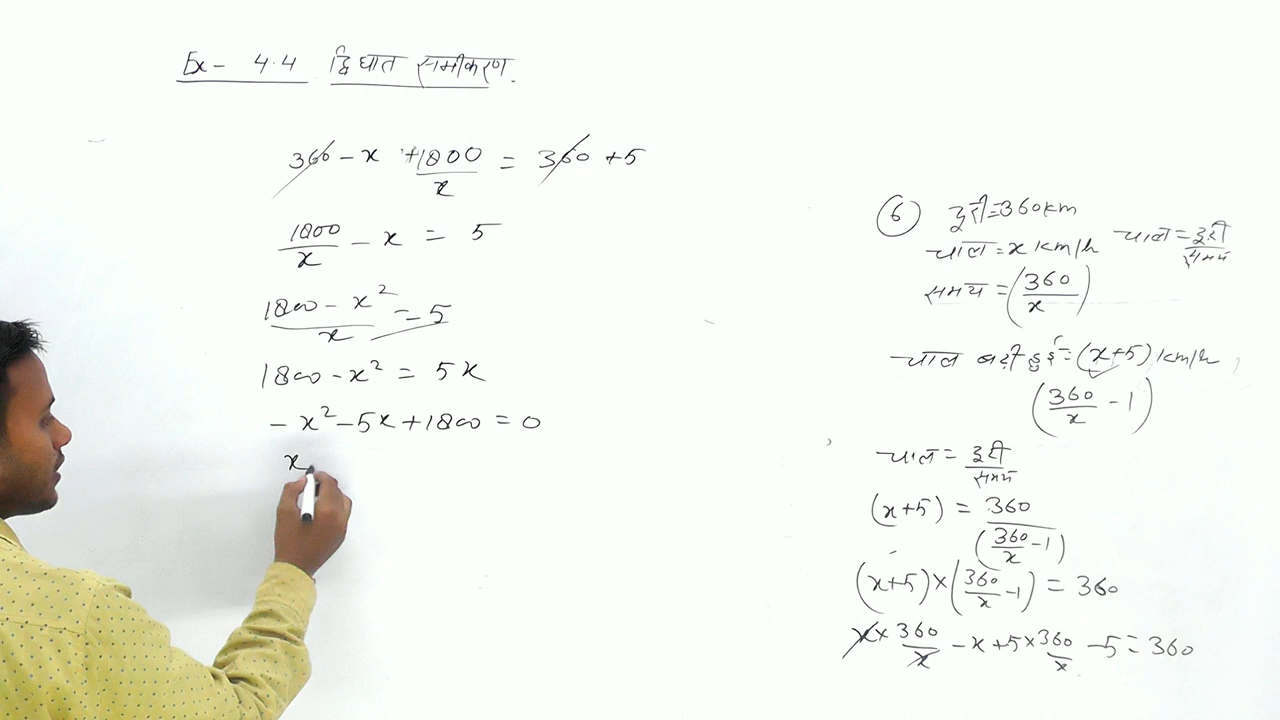 Ex- 4.4 द्विघात समीकरण.
360 - x + 1800/x = 360 + 5
1800/x - x = 5
(1800 - x²)/x = 5
1800 - x² = 5x
- x² - 5x + 1800 = 0
x
6 दुरी = 360 km
चाल = x km/h चाल = दुरी/समय
समय = (360/x)
चाल बढ़ी हुई = (x+5) km/h
(360/x - 1)
चाल = दुरी/समय
(x+5) = 360/(360/x - 1)
(x+5) × (360/x - 1) = 360
x × 360/x - x + 5 × 360/x - 5 = 360